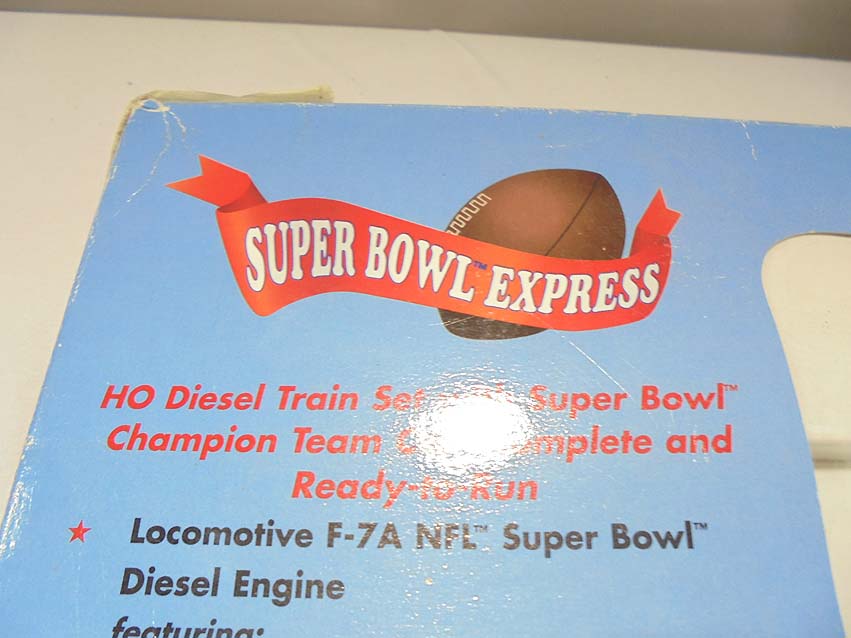 SUPER BOWL™ EXPRESS
HO Diesel Train Set Super Bowl™
Champion Team and
Ready-to-Run
★ Locomotive F-7A NFL™ Super Bowl™
Diesel Engine
featuring: